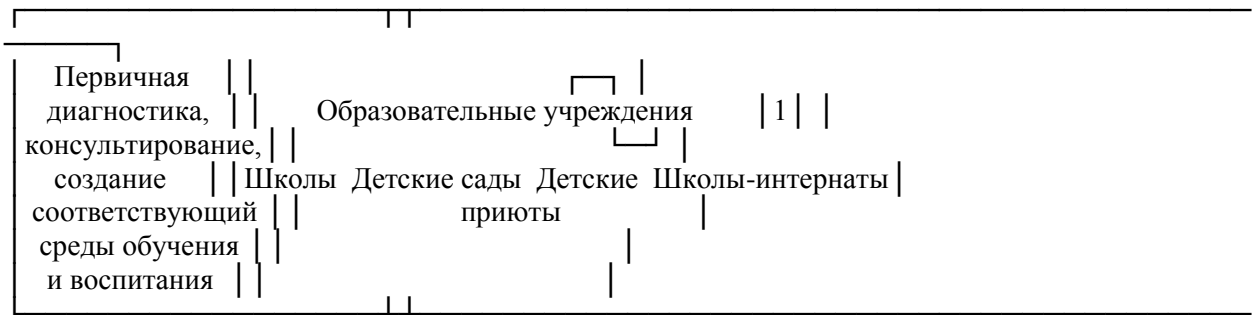 Первичная
диагностика, Образовательные учреждения 1
консультирование,
создание Школы Детские сады Детские Школы-интернаты
соответствующий приюты
среды обучения
и воспитания